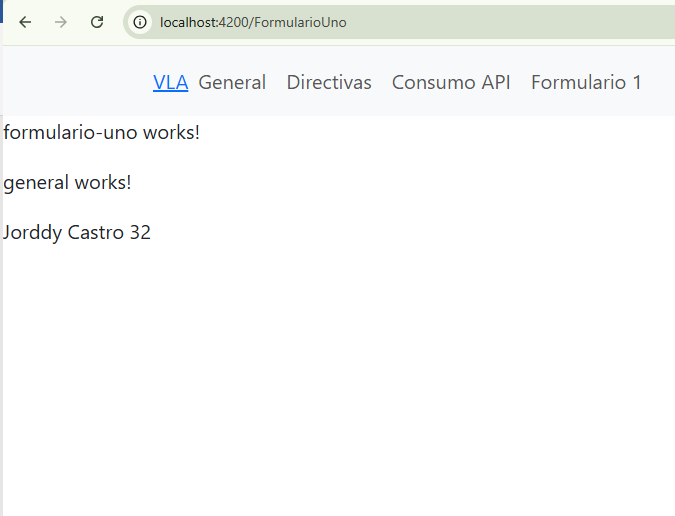 localhost:4200/FormularioUno
VLA General Directivas Consumo API Formulario 1
formulario-uno works!
general works!
Jorddy Castro 32